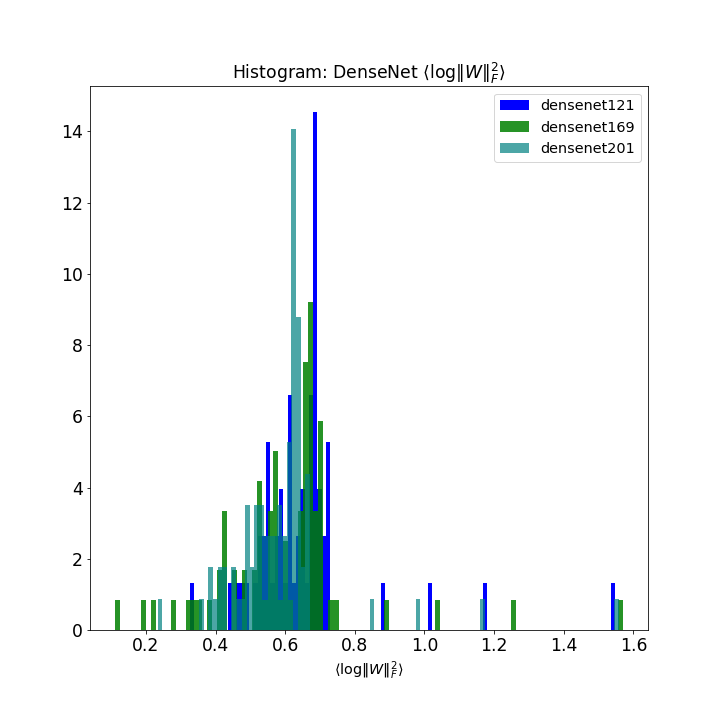 Histogram: DenseNet ⟨log‖W‖²_F⟩
densenet121
densenet169
densenet201
14
12
10
8
6
4
2
0
0.2 0.4 0.6 0.8 1.0 1.2 1.4 1.6
⟨log‖W‖²_F⟩